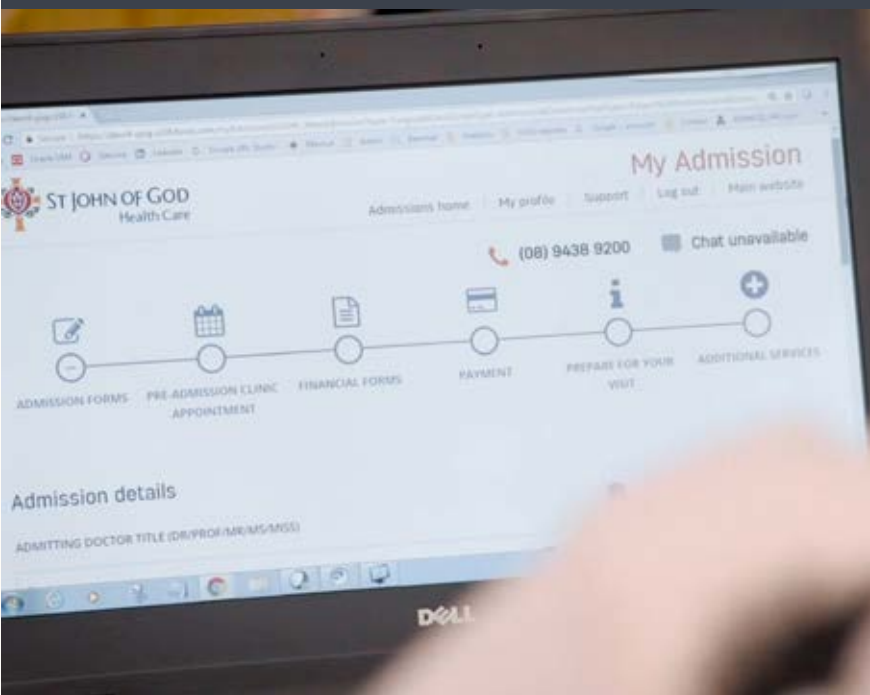 My Admission
ST JOHN OF GOD
Health Care
Admissions home My profile Support Log out Main website
(08) 9438 9200 Chat unavailable
ADMISSION FORMS PRE-ADMISSION CLINIC FINANCIAL FORMS PAYMENT PREPARE FOR YOUR ADDITIONAL SERVICES
APPOINTMENT VISIT
Admission details
ADMITTING DOCTOR TITLE (DR/PROF/MR/MS/MISS)
DELL